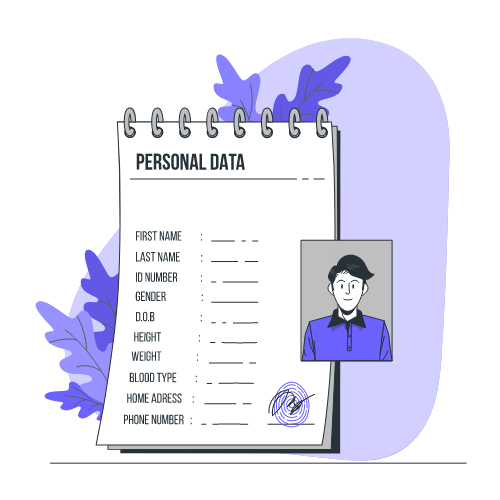 PERSONAL DATA
FIRST NAME :
LAST NAME :
ID NUMBER :
GENDER :
D.O.B :
HEIGHT :
WEIGHT :
BLOOD TYPE :
HOME ADRESS :
PHONE NUMBER :